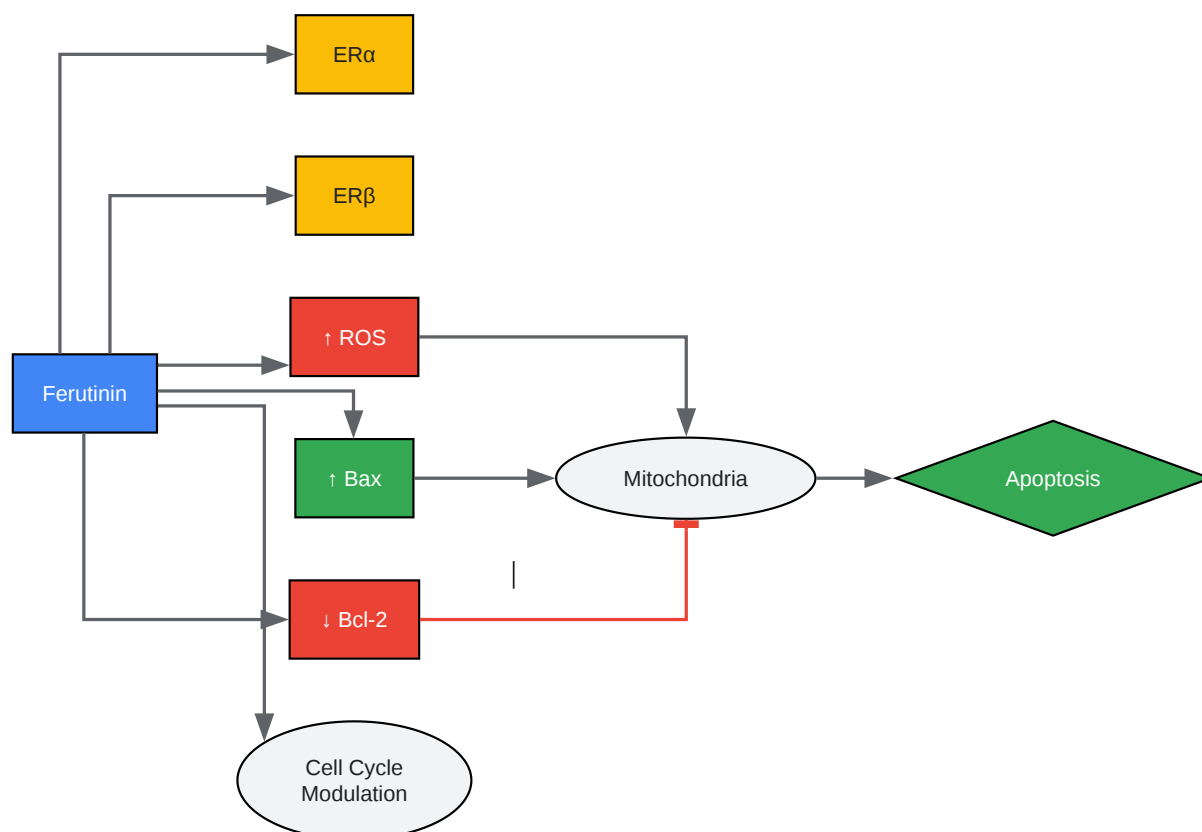 ERα
ERβ
↑ ROS
Ferutinin
↑ Bax
Mitochondria
Apoptosis
|
↓ Bcl-2
Cell Cycle
Modulation